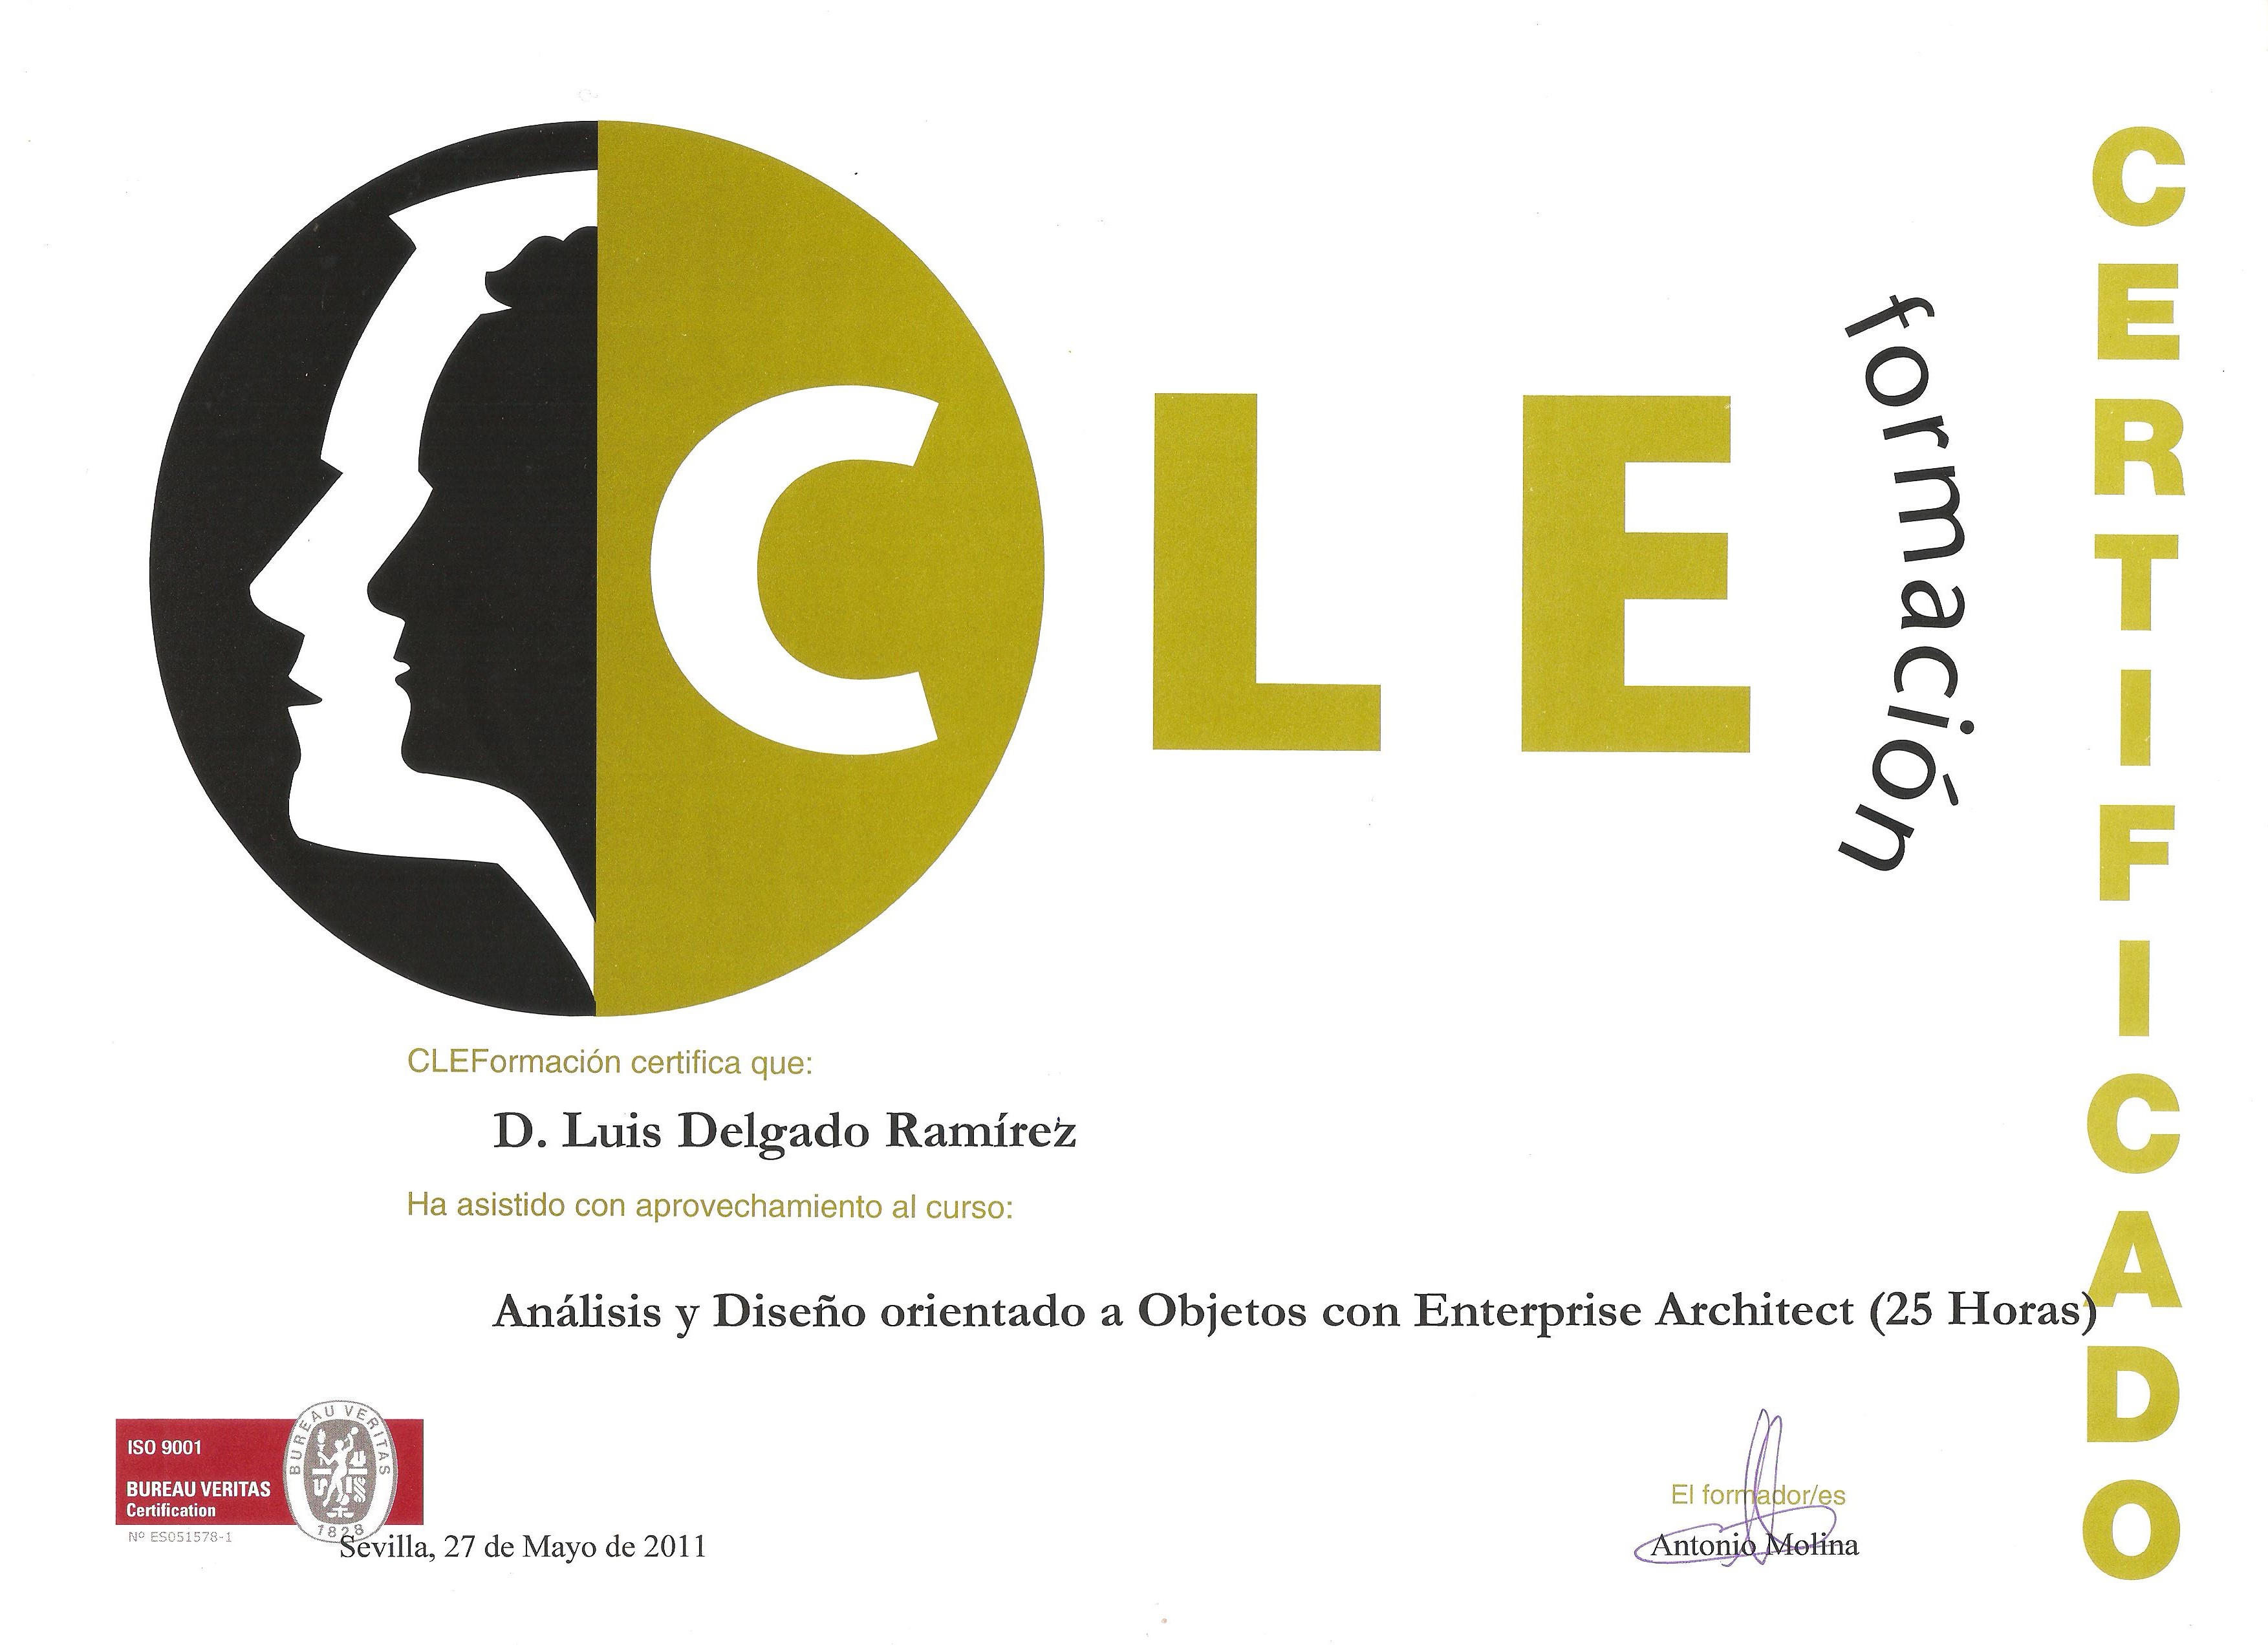 CLE
formación
CERTIFICADO
CLEFormación certifica que:
D. Luis Delgado Ramírez
Ha asistido con aprovechamiento al curso:
Análisis y Diseño orientado a Objetos con Enterprise Architect (25 Horas)
ISO 9001
BUREAU VERITAS
Certification
Nº ES051578-1
BUREAU VERITAS
1828
Sevilla, 27 de Mayo de 2011
El formador/es
Antonio Molina